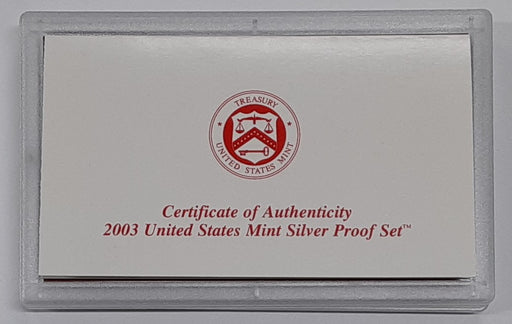 TREASURY
UNITED STATES MINT
Certificate of Authenticity
2003 United States Mint Silver Proof Set™